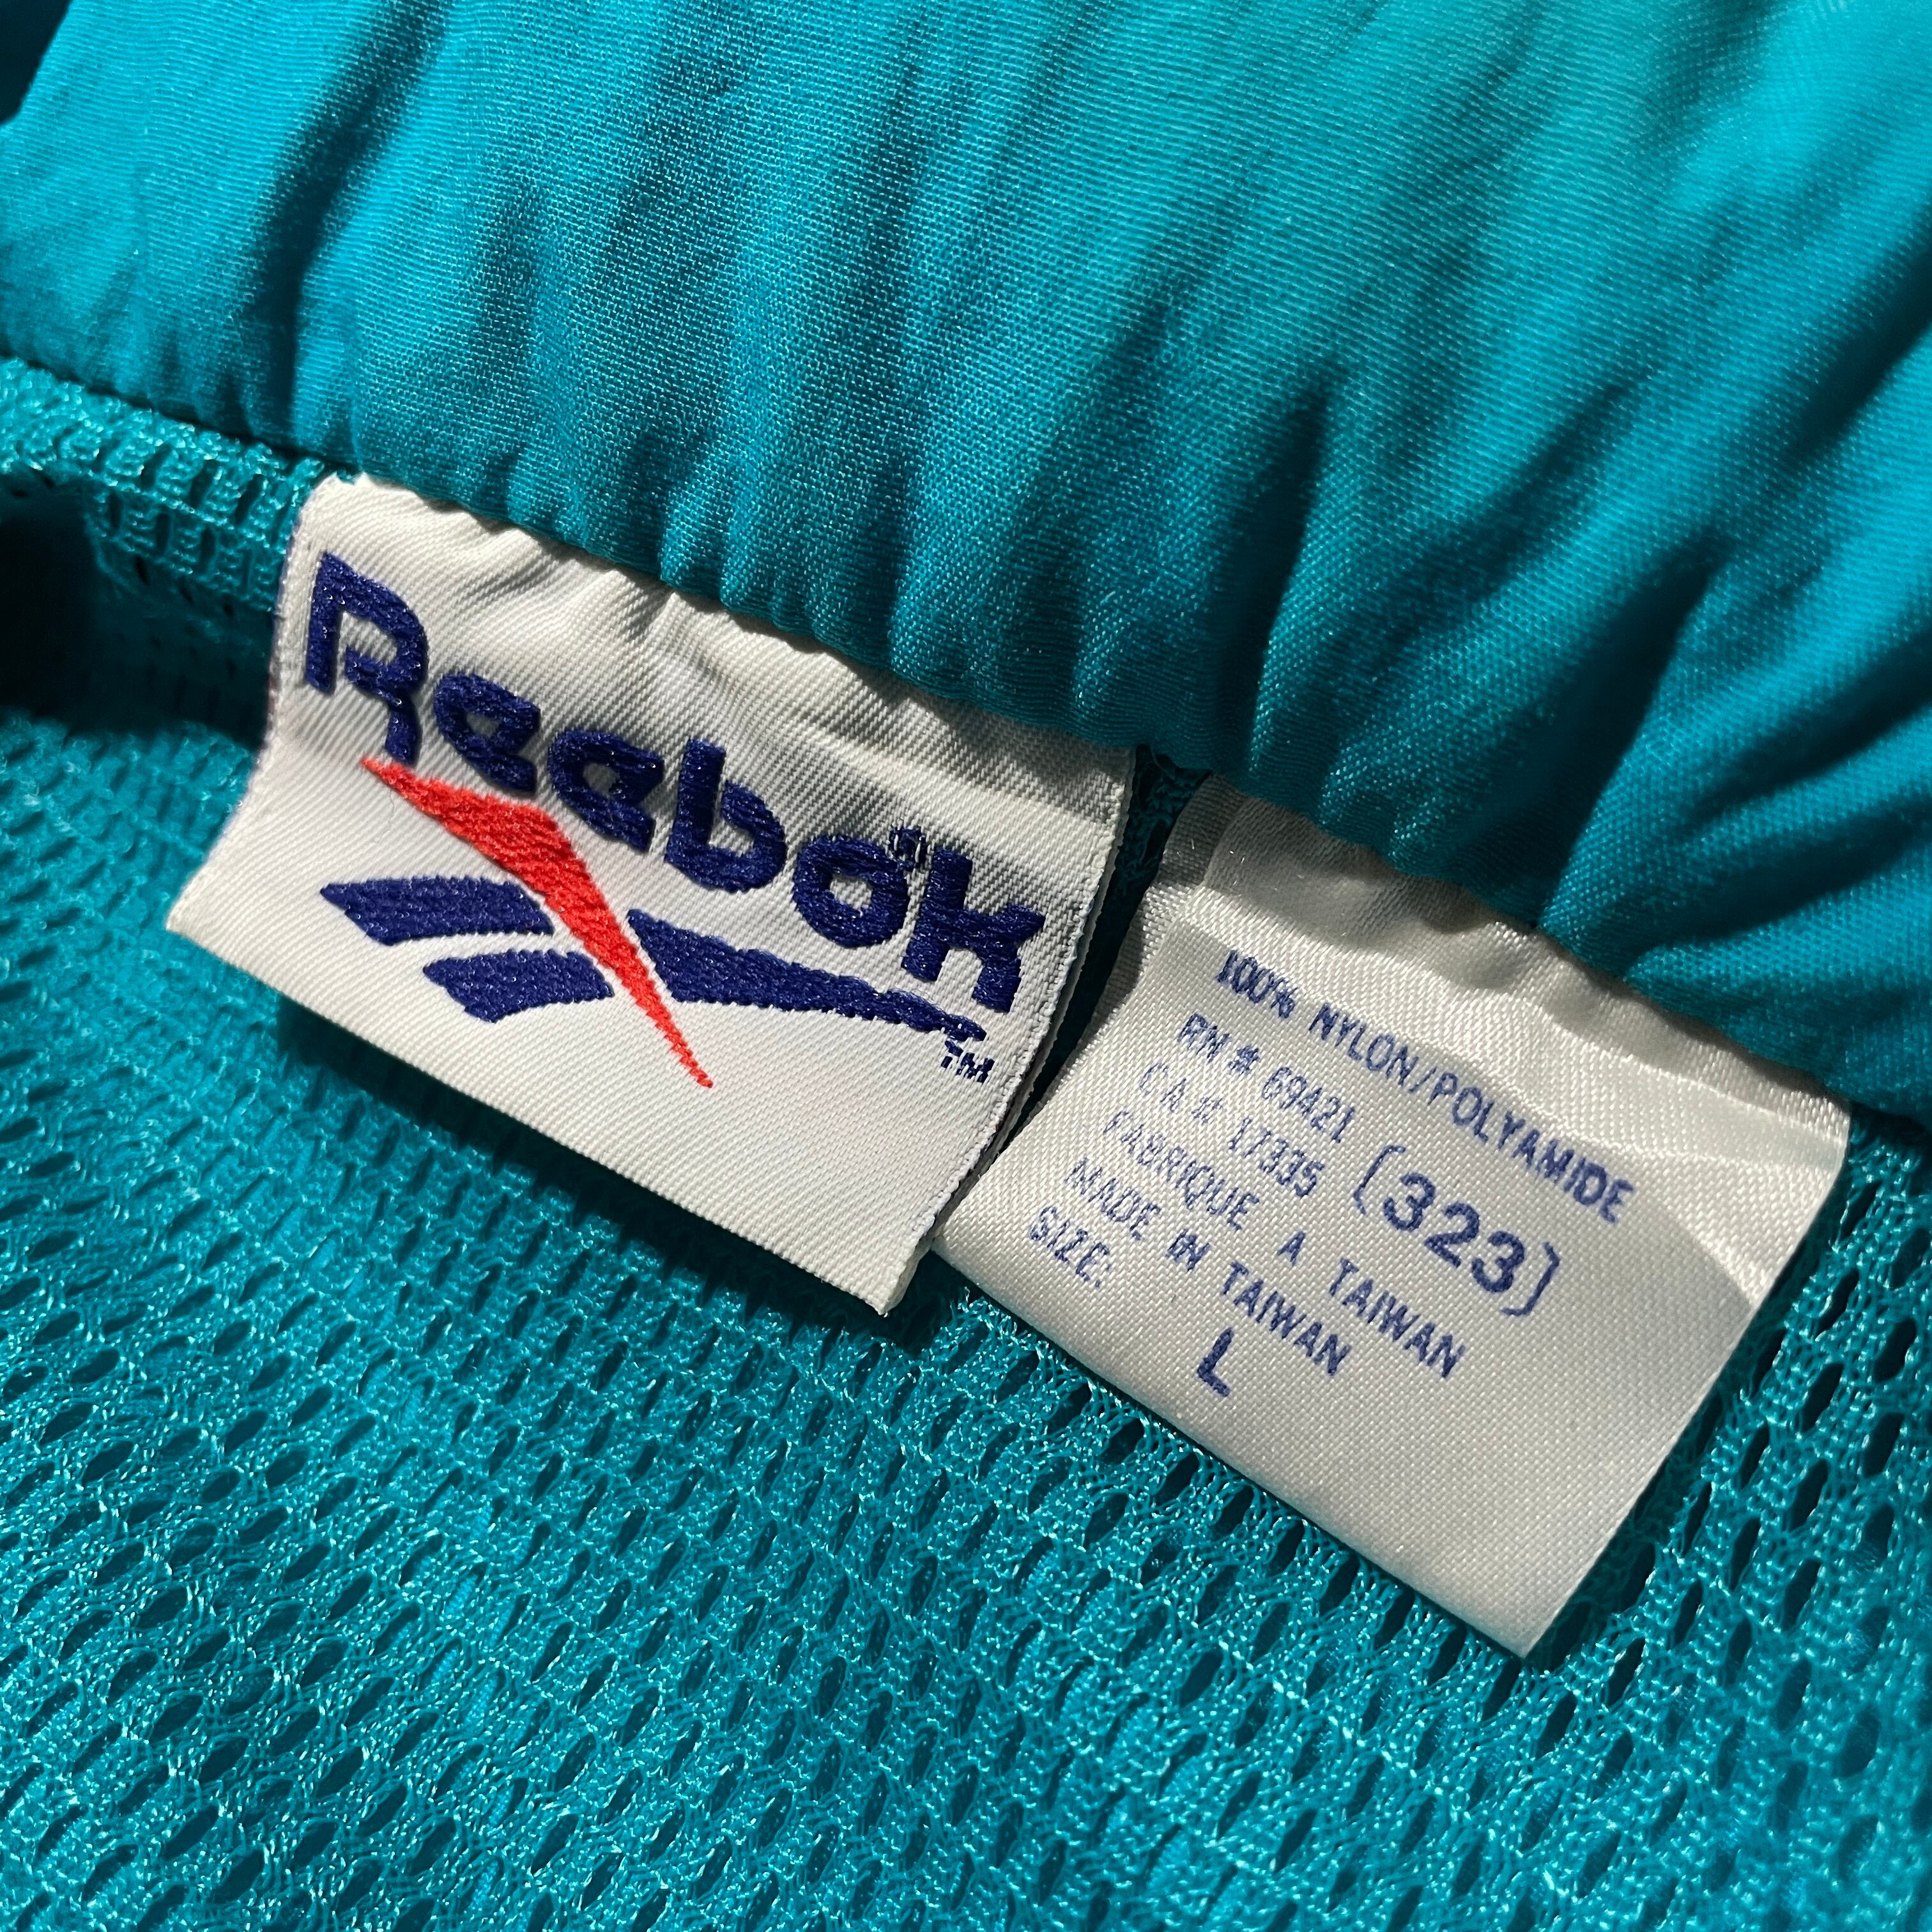 Reebok
TM
100% NYLON/POLYAMIDE
RN # 69421
CA # 17335 (323)
FABRIQUE A TAIWAN
MADE IN TAIWAN
SIZE:
L